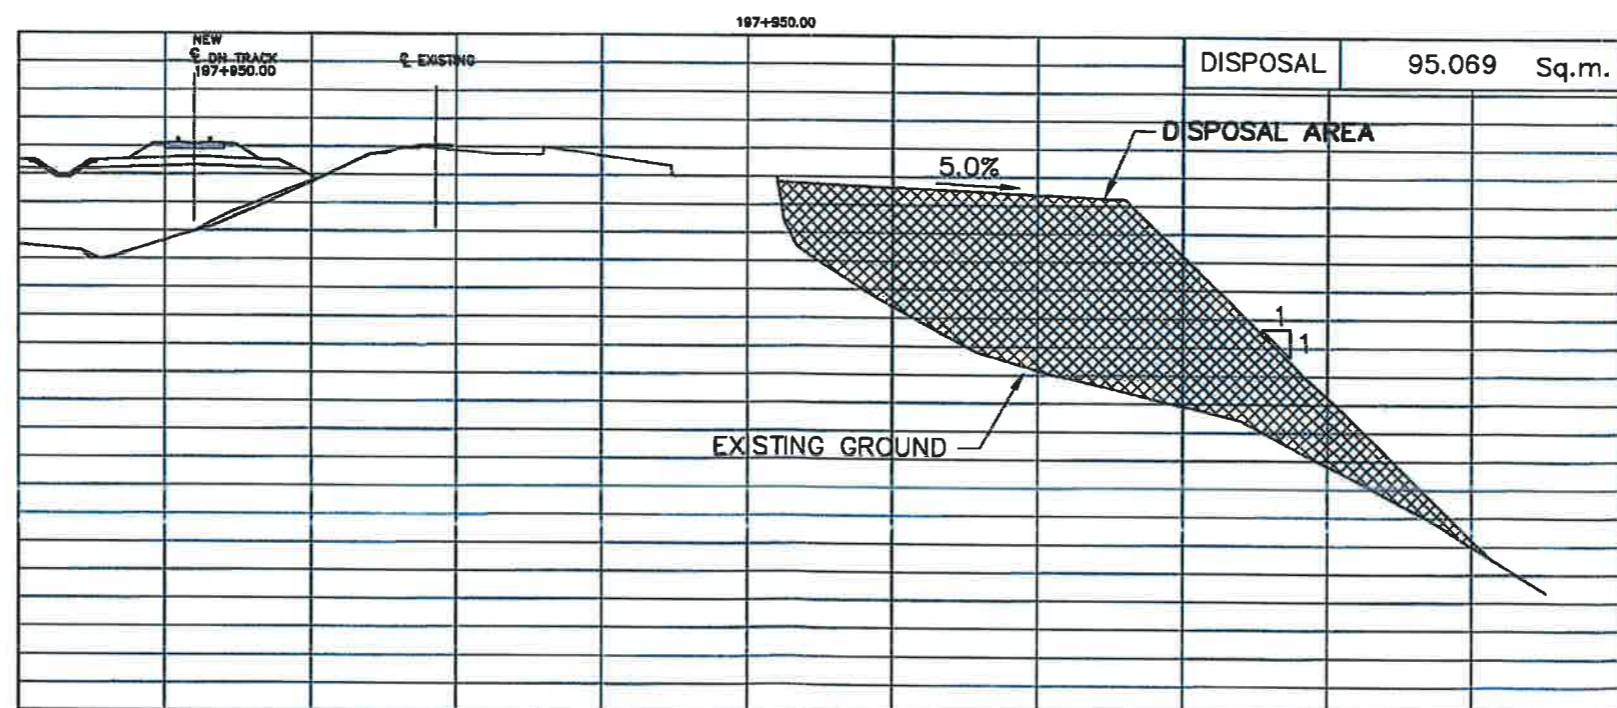 197+950.00
NEW
℄ DN TRACK
197+950.00
℄ EXISTING
DISPOSAL 95.069 Sq.m.
DISPOSAL AREA
5.0%
1
1
EXISTING GROUND